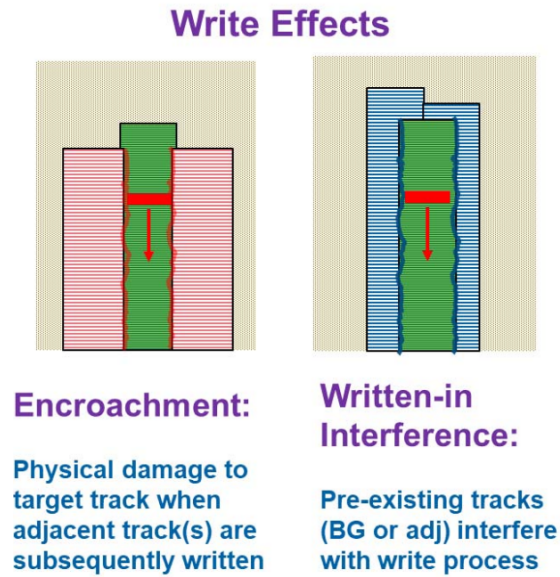 Write Effects
Encroachment:
Physical damage to
target track when
adjacent track(s) are
subsequently written
Written-in
Interference:
Pre-existing tracks
(BG or adj) interfere
with write process